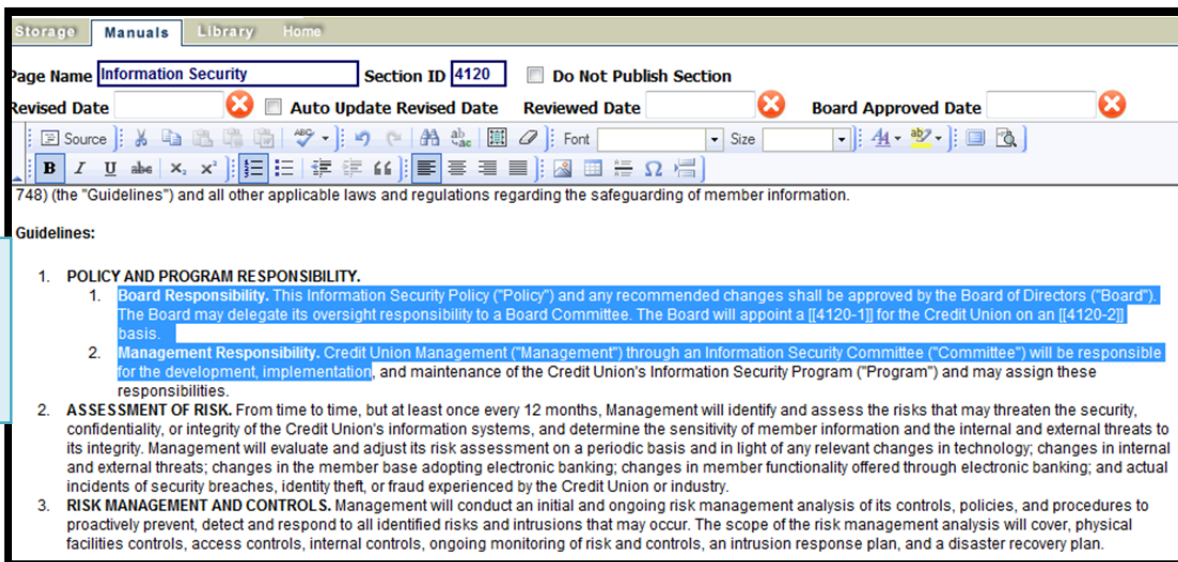 Storage Manuals Library Home
Page Name Information Security Section ID 4120 Do Not Publish Section
Revised Date Auto Update Revised Date Reviewed Date Board Approved Date
Source ABC ab ac Font Size A ab
B I U abc X₂ X² Ω
748) (the "Guidelines") and all other applicable laws and regulations regarding the safeguarding of member information.
Guidelines:
1. POLICY AND PROGRAM RESPONSIBILITY.
1. Board Responsibility. This Information Security Policy ("Policy") and any recommended changes shall be approved by the Board of Directors ("Board").
The Board may delegate its oversight responsibility to a Board Committee. The Board will appoint a [[4120-1]] for the Credit Union on an [[4120-2]]
basis.
2. Management Responsibility. Credit Union Management ("Management") through an Information Security Committee ("Committee") will be responsible
for the development, implementation, and maintenance of the Credit Union's Information Security Program ("Program") and may assign these
responsibilities.
2. ASSESSMENT OF RISK. From time to time, but at least once every 12 months, Management will identify and assess the risks that may threaten the security,
confidentiality, or integrity of the Credit Union's information systems, and determine the sensitivity of member information and the internal and external threats to
its integrity. Management will evaluate and adjust its risk assessment on a periodic basis and in light of any relevant changes in technology; changes in internal
and external threats; changes in the member base adopting electronic banking; changes in member functionality offered through electronic banking; and actual
incidents of security breaches, identity theft, or fraud experienced by the Credit Union or industry.
3. RISK MANAGEMENT AND CONTROLS. Management will conduct an initial and ongoing risk management analysis of its controls, policies, and procedures to
proactively prevent, detect and respond to all identified risks and intrusions that may occur. The scope of the risk management analysis will cover, physical
facilities controls, access controls, internal controls, ongoing monitoring of risk and controls, an intrusion response plan, and a disaster recovery plan.